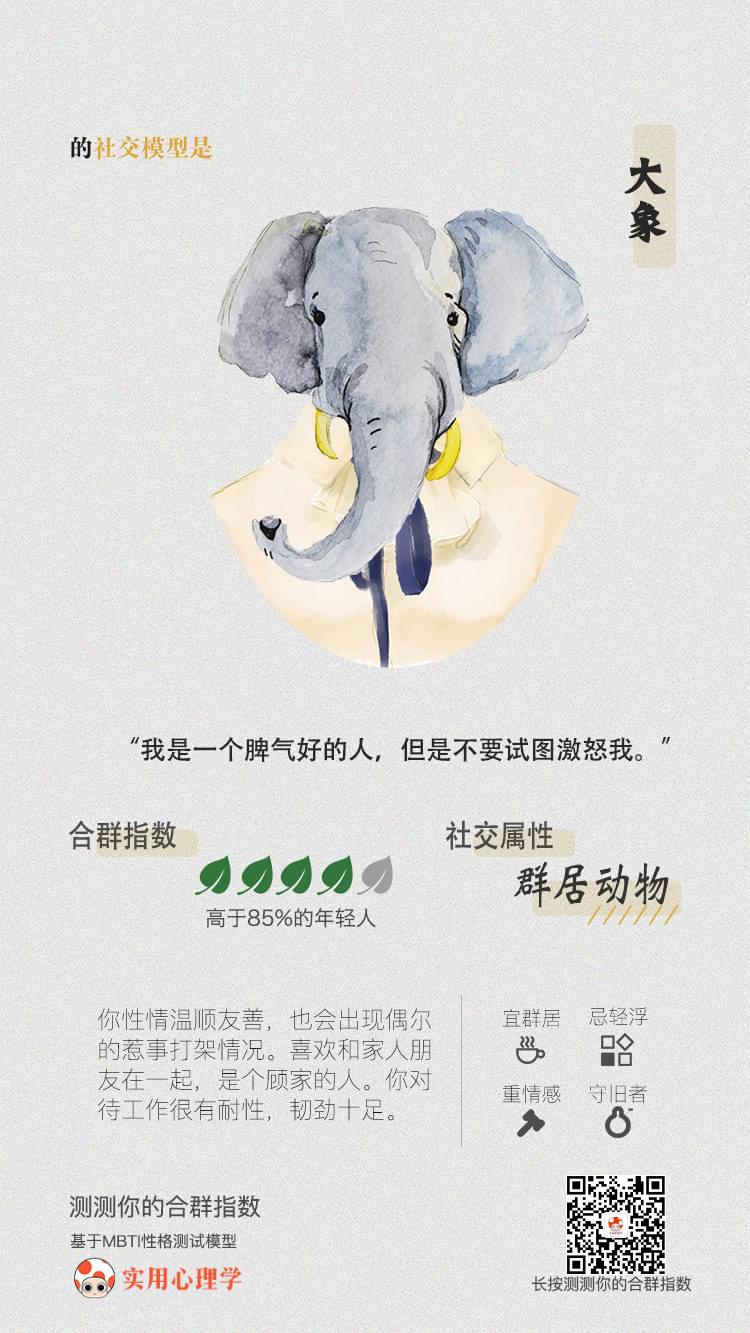 的社交模型是
大象
“我是一个脾气好的人，但是不要试图激怒我。”
合群指数
高于85%的年轻人
社交属性
群居动物
你性情温顺友善，也会出现偶尔
的惹事打架情况。喜欢和家人朋
友在一起，是个顾家的人。你对
待工作很有耐性，韧劲十足。
宜群居
忌轻浮
重情感
守旧者
测测你的合群指数
基于MBTI性格测试模型
实用心理学
长按测测你的合群指数